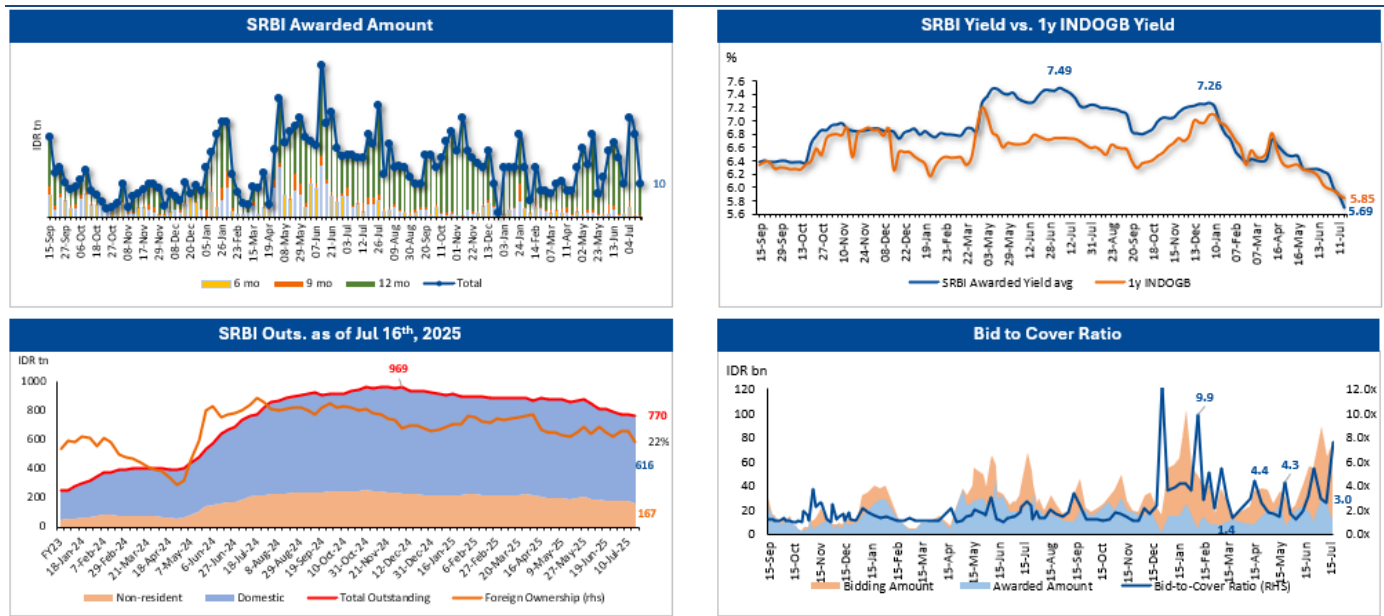 SRBI Awarded Amount
IDR tn
10
15-Sep
27-Sep
06-Oct
18-Oct
27-Oct
08-Nov
17-Nov
29-Nov
08-Dec
20-Dec
05-Jan
26-Jan
23-Feb
15-Mar
19-Apr
08-May
29-May
07-Jun
21-Jun
03-Jul
12-Jul
26-Jul
09-Aug
30-Aug
20-Sep
11-Oct
01-Nov
22-Nov
13-Dec
03-Jan
24-Jan
14-Feb
07-Mar
11-Apr
02-May
23-May
13-Jun
04-Jul
6 mo
9 mo
12 mo
Total
SRBI Yield vs. 1y INDOGB Yield
%
7.6
7.4
7.2
7.0
6.8
6.6
6.4
6.2
6.0
5.8
5.6
7.49
7.26
5.85
5.69
15-Sep
29-Sep
13-Oct
27-Oct
10-Nov
24-Nov
08-Dec
22-Dec
19-Jan
02-Feb
23-Feb
22-Mar
03-May
29-May
12-Jun
28-Jun
12-Jul
31-Jul
23-Aug
20-Sep
18-Oct
15-Nov
13-Dec
10-Jan
07-Feb
07-Mar
16-Apr
16-May
13-Jun
11-Jul
SRBI Awarded Yield avg
1y INDOGB
SRBI Outs. as of Jul 16th, 2025
IDR tn
1000
800
600
400
200
0
969
770
22%
616
167
FY23
18-Jan-24
7-Feb-24
29-Feb-24
21-Mar-24
18-Apr-24
7-May-24
6-Jun-24
27-Jun-24
18-Jul-24
8-Aug-24
29-Aug-24
19-Sep-24
10-Oct-24
31-Oct-24
21-Nov-24
12-Dec-24
31-Dec-24
16-Jan-25
6-Feb-25
27-Feb-25
20-Mar-25
16-Apr-25
9-May-25
27-May-25
19-Jun-25
10-Jul-25
Non-resident
Domestic
Total Outstanding
Foreign Ownership (rhs)
Bid to Cover Ratio
IDR bn
120
100
80
60
40
20
0
12.0x
10.0x
8.0x
6.0x
4.0x
2.0x
0.0x
9.9
4.4
4.3
3.0
1.4
15-Sep
15-Oct
15-Nov
15-Dec
15-Jan
15-Feb
15-Mar
15-Apr
15-May
15-Jun
15-Jul
15-Aug
15-Sep
15-Oct
15-Nov
15-Dec
15-Jan
15-Feb
15-Mar
15-Apr
15-May
15-Jun
15-Jul
Bidding Amount
Awarded Amount
Bid-to-Cover Ratio (RHS)